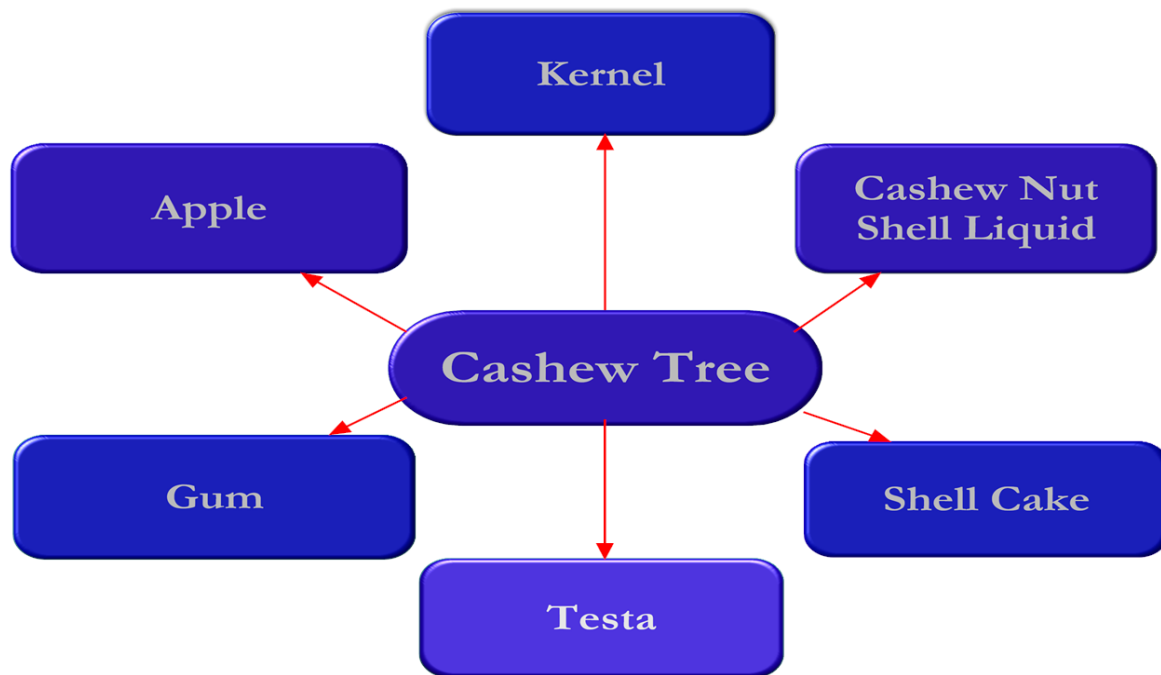 Kernel
Apple
Cashew Nut
Shell Liquid
Cashew Tree
Gum
Shell Cake
Testa